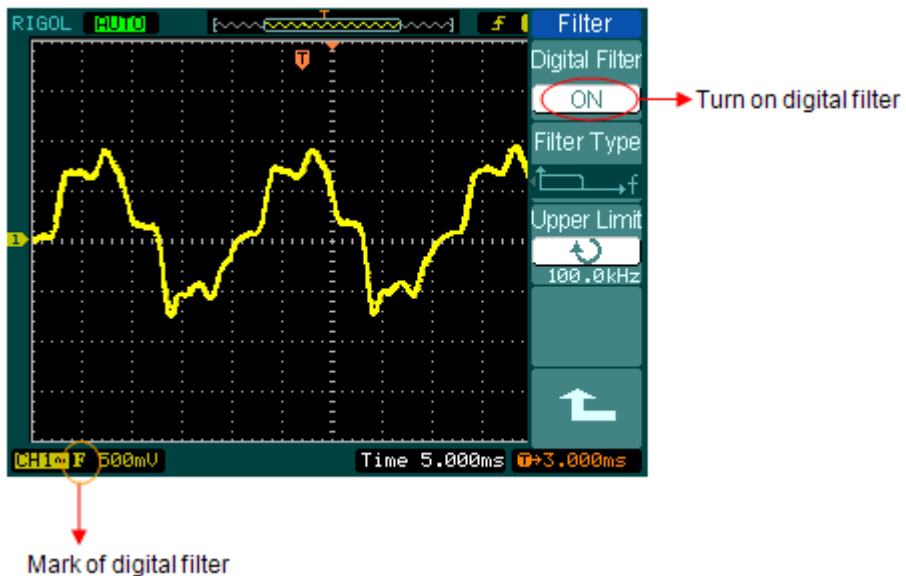 RIGOL AUTO T f Filter
T
Digital Filter
ON
Turn on digital filter
Filter Type
f
Upper Limit
1
100.0kHz
CH1 F 500mV Time 5.000ms T→3.000ms
Mark of digital filter